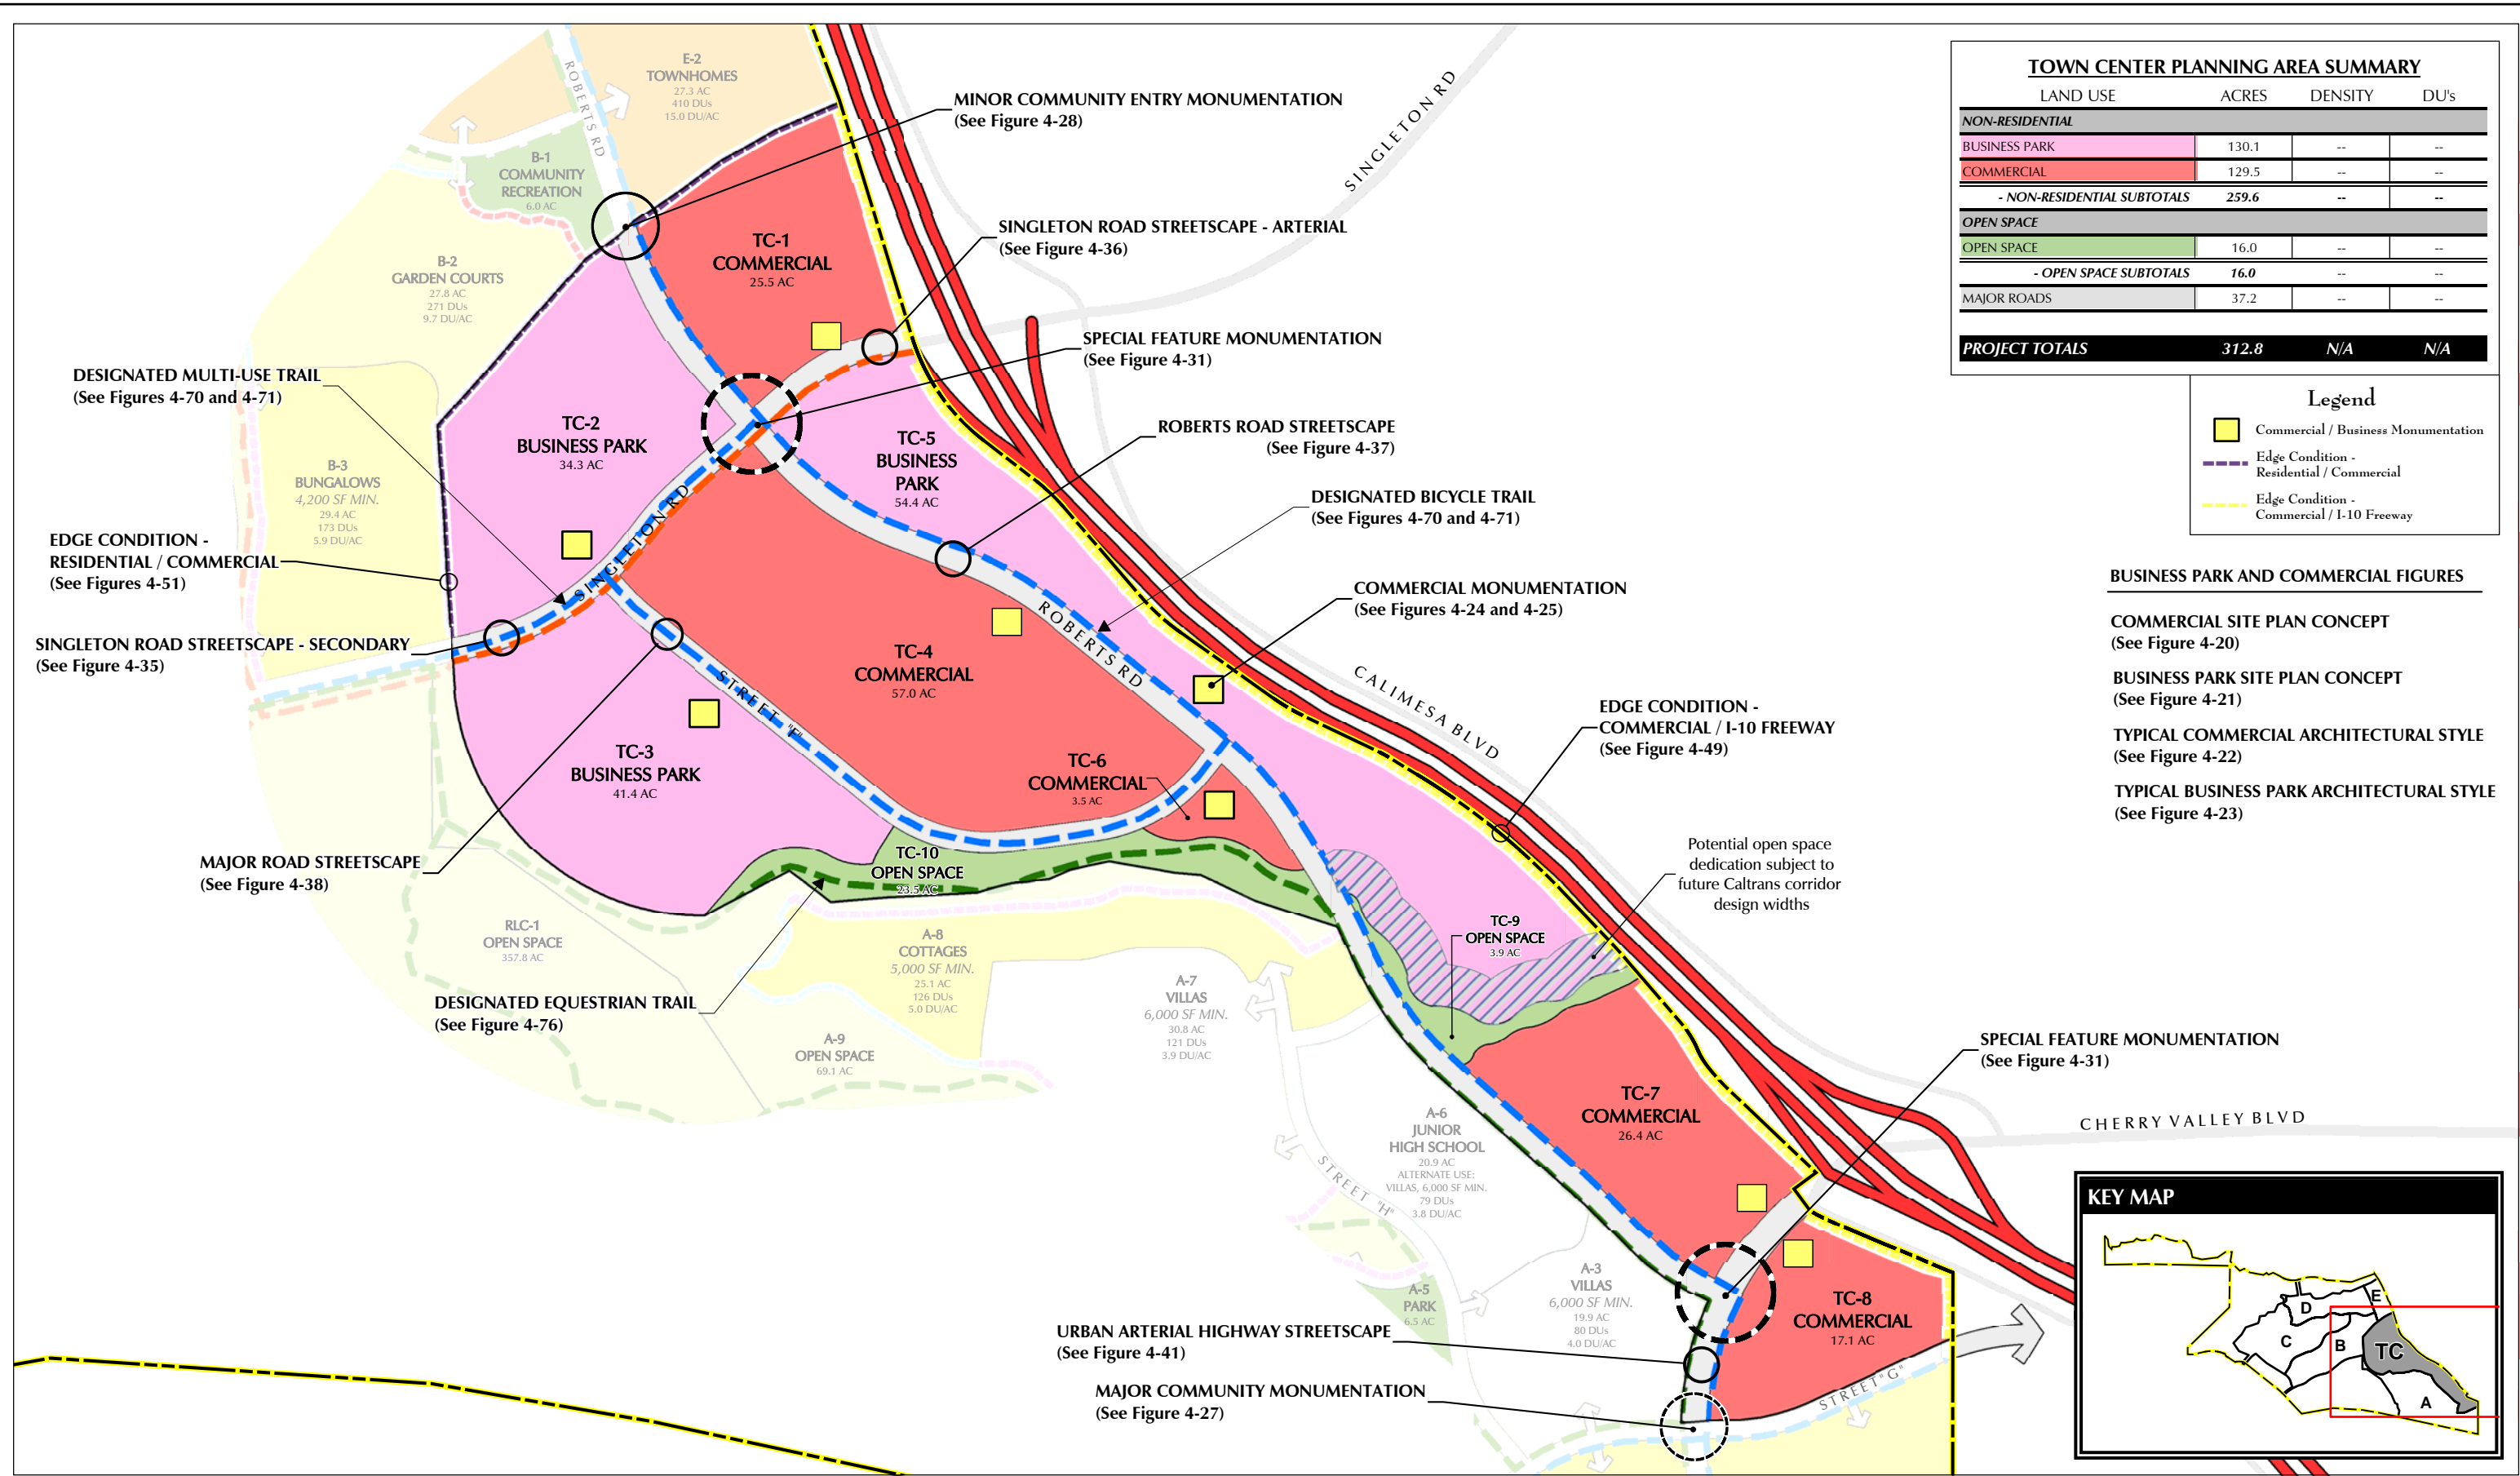 E-2
TOWNHOMES
27.3 AC
410 DUs
15.0 DU/AC
ROBERTS RD
B-1
COMMUNITY
RECREATION
6.0 AC
B-2
GARDEN COURTS
27.8 AC
271 DUs
9.7 DU/AC
B-3
BUNGALOWS
4,200 SF MIN.
29.4 AC
173 DUs
5.9 DU/AC
MINOR COMMUNITY ENTRY MONUMENTATION
(See Figure 4-28)
SINGLETON RD
SINGLETON ROAD STREETSCAPE - ARTERIAL
(See Figure 4-36)
SPECIAL FEATURE MONUMENTATION
(See Figure 4-31)
ROBERTS ROAD STREETSCAPE
(See Figure 4-37)
DESIGNATED BICYCLE TRAIL
(See Figures 4-70 and 4-71)
COMMERCIAL MONUMENTATION
(See Figures 4-24 and 4-25)
EDGE CONDITION -
COMMERCIAL / I-10 FREEWAY
(See Figure 4-49)
DESIGNATED MULTI-USE TRAIL
(See Figures 4-70 and 4-71)
EDGE CONDITION -
RESIDENTIAL / COMMERCIAL
(See Figures 4-51)
SINGLETON ROAD STREETSCAPE - SECONDARY
(See Figure 4-35)
MAJOR ROAD STREETSCAPE
(See Figure 4-38)
DESIGNATED EQUESTRIAN TRAIL
(See Figure 4-76)
TC-1
COMMERCIAL
25.5 AC
TC-2
BUSINESS PARK
34.3 AC
TC-5
BUSINESS
PARK
54.4 AC
SINGLETON RD
TC-4
COMMERCIAL
57.0 AC
ROBERTS RD
STREET "F"
TC-3
BUSINESS PARK
41.4 AC
TC-6
COMMERCIAL
3.5 AC
TC-10
OPEN SPACE
23.5 AC
CALIMESA BLVD
Potential open space
dedication subject to
future Caltrans corridor
design widths
TC-9
OPEN SPACE
3.9 AC
RLC-1
OPEN SPACE
357.8 AC
A-8
COTTAGES
5,000 SF MIN.
25.1 AC
126 DUs
5.0 DU/AC
A-9
OPEN SPACE
69.1 AC
A-7
VILLAS
6,000 SF MIN.
30.8 AC
121 DUs
3.9 DU/AC
A-6
JUNIOR
HIGH SCHOOL
20.9 AC
ALTERNATE USE:
VILLAS, 6,000 SF MIN.
79 DUs
3.8 DU/AC
STREET "H"
A-5
PARK
6.5 AC
A-3
VILLAS
6,000 SF MIN.
19.9 AC
80 DUs
4.0 DU/AC
TC-7
COMMERCIAL
26.4 AC
TC-8
COMMERCIAL
17.1 AC
STREET "G"
SPECIAL FEATURE MONUMENTATION
(See Figure 4-31)
CHERRY VALLEY BLVD
URBAN ARTERIAL HIGHWAY STREETSCAPE
(See Figure 4-41)
MAJOR COMMUNITY MONUMENTATION
(See Figure 4-27)
TOWN CENTER PLANNING AREA SUMMARY
LAND USE ACRES DENSITY DU's
NON-RESIDENTIAL
BUSINESS PARK 130.1 -- --
COMMERCIAL 129.5 -- --
- NON-RESIDENTIAL SUBTOTALS 259.6 -- --
OPEN SPACE
OPEN SPACE 16.0 -- --
- OPEN SPACE SUBTOTALS 16.0 -- --
MAJOR ROADS 37.2 -- --
PROJECT TOTALS 312.8 N/A N/A
Legend
Commercial / Business Monumentation
Edge Condition -
Residential / Commercial
Edge Condition -
Commercial / I-10 Freeway
BUSINESS PARK AND COMMERCIAL FIGURES
COMMERCIAL SITE PLAN CONCEPT
(See Figure 4-20)
BUSINESS PARK SITE PLAN CONCEPT
(See Figure 4-21)
TYPICAL COMMERCIAL ARCHITECTURAL STYLE
(See Figure 4-22)
TYPICAL BUSINESS PARK ARCHITECTURAL STYLE
(See Figure 4-23)
KEY MAP
D
E
C
B
TC
A